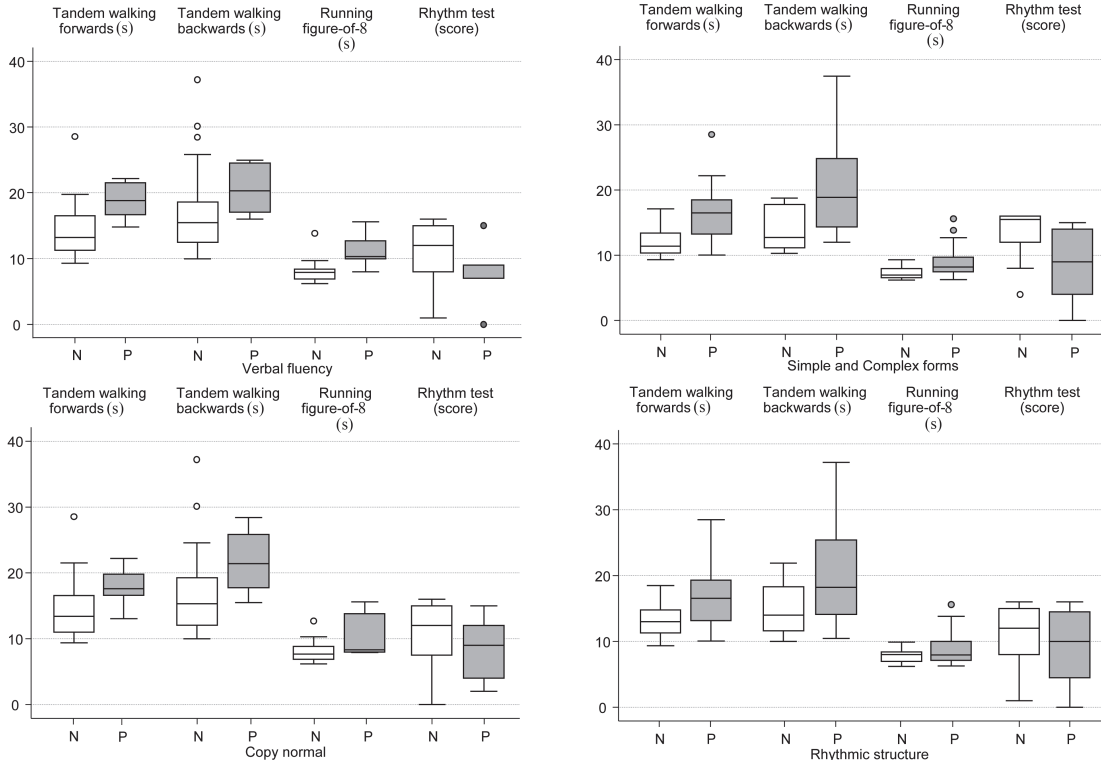 Tandem walking Tandem walking Running Rhythm test
forwards (s) backwards (s) figure-of-8 (score)
(s)
40
30
20
10
0
N P N P N P N P
Verbal fluency
Tandem walking Tandem walking Running Rhythm test
forwards (s) backwards (s) figure-of-8 (score)
(s)
40
30
20
10
0
N P N P N P N P
Simple and Complex forms
Tandem walking Tandem walking Running Rhythm test
forwards (s) backwards (s) figure-of-8 (score)
(s)
40
30
20
10
0
N P N P N P N P
Copy normal
Tandem walking Tandem walking Running Rhythm test
forwards (s) backwards (s) figure-of-8 (score)
(s)
40
30
20
10
0
N P N P N P N P
Rhythmic structure